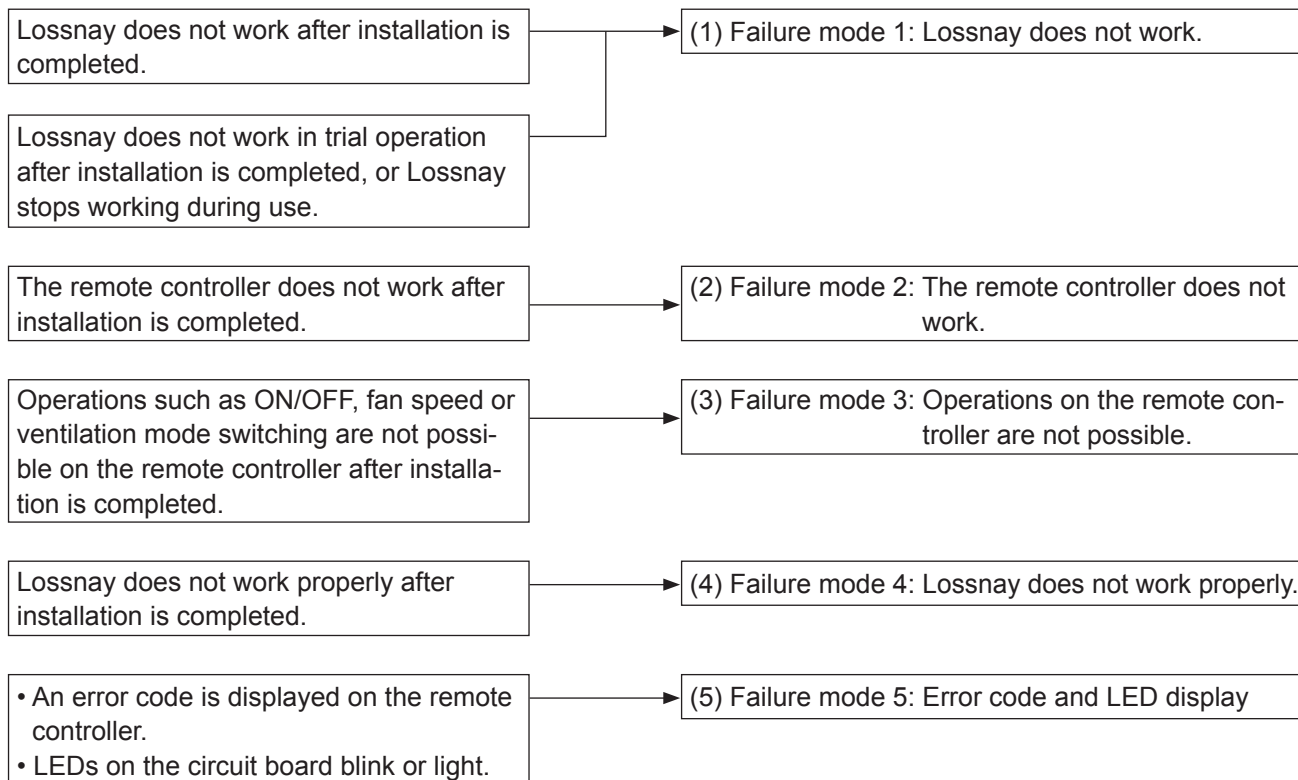 Lossnay does not work after installation is
completed.
(1) Failure mode 1: Lossnay does not work.
Lossnay does not work in trial operation
after installation is completed, or Lossnay
stops working during use.
The remote controller does not work after
installation is completed.
(2) Failure mode 2: The remote controller does not
work.
Operations such as ON/OFF, fan speed or
ventilation mode switching are not possi-
ble on the remote controller after installa-
tion is completed.
(3) Failure mode 3: Operations on the remote con-
troller are not possible.
Lossnay does not work properly after
installation is completed.
(4) Failure mode 4: Lossnay does not work properly.
• An error code is displayed on the remote
controller.
• LEDs on the circuit board blink or light.
(5) Failure mode 5: Error code and LED display